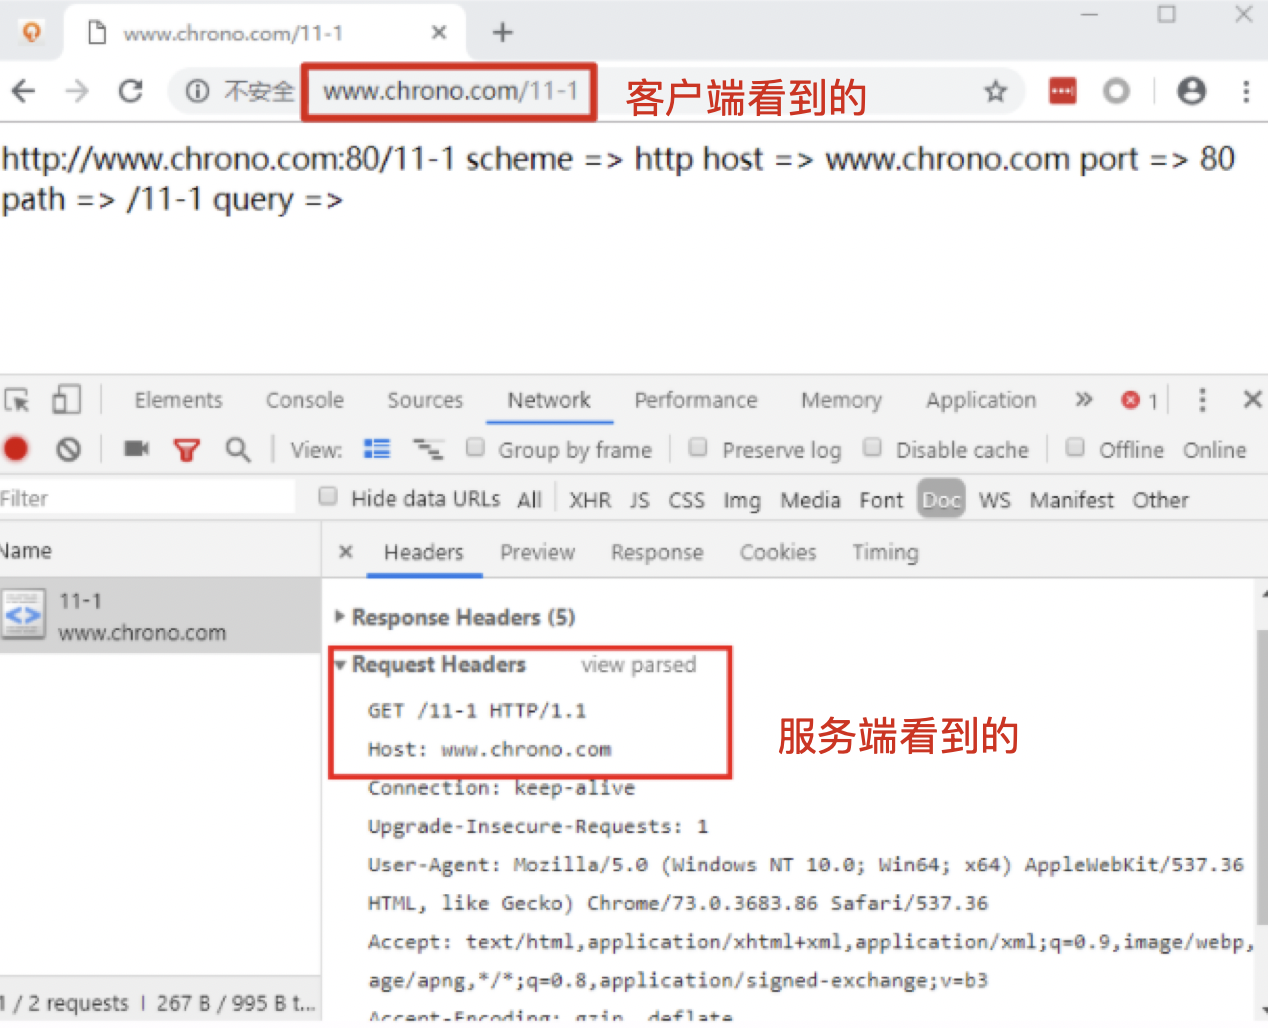 www.chrono.com/11-1
不安全 www.chrono.com/11-1 客户端看到的
http://www.chrono.com:80/11-1 scheme => http host => www.chrono.com port => 80
path => /11-1 query =>
Elements Console Sources Network Performance Memory Application » 1
View: Group by frame Preserve log Disable cache Offline Online
Filter Hide data URLs All XHR JS CSS Img Media Font Doc WS Manifest Other
Name Headers Preview Response Cookies Timing
11-1
www.chrono.com
Response Headers (5)
Request Headers view parsed
GET /11-1 HTTP/1.1
Host: www.chrono.com
服务端看到的
Connection: keep-alive
Upgrade-Insecure-Requests: 1
User-Agent: Mozilla/5.0 (Windows NT 10.0; Win64; x64) AppleWebKit/537.36
HTML, like Gecko) Chrome/73.0.3683.86 Safari/537.36
Accept: text/html,application/xhtml+xml,application/xml;q=0.9,image/webp,
age/apng,*/*;q=0.8,application/signed-exchange;v=b3
Accept-Encoding: gzip, deflate
1 / 2 requests | 267 B / 995 B t...